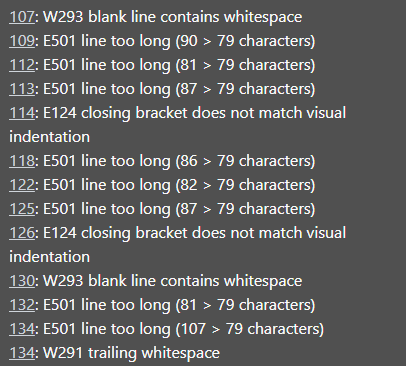 107: W293 blank line contains whitespace
109: E501 line too long (90 > 79 characters)
112: E501 line too long (81 > 79 characters)
113: E501 line too long (87 > 79 characters)
114: E124 closing bracket does not match visual
indentation
118: E501 line too long (86 > 79 characters)
122: E501 line too long (82 > 79 characters)
125: E501 line too long (87 > 79 characters)
126: E124 closing bracket does not match visual
indentation
130: W293 blank line contains whitespace
132: E501 line too long (81 > 79 characters)
134: E501 line too long (107 > 79 characters)
134: W291 trailing whitespace